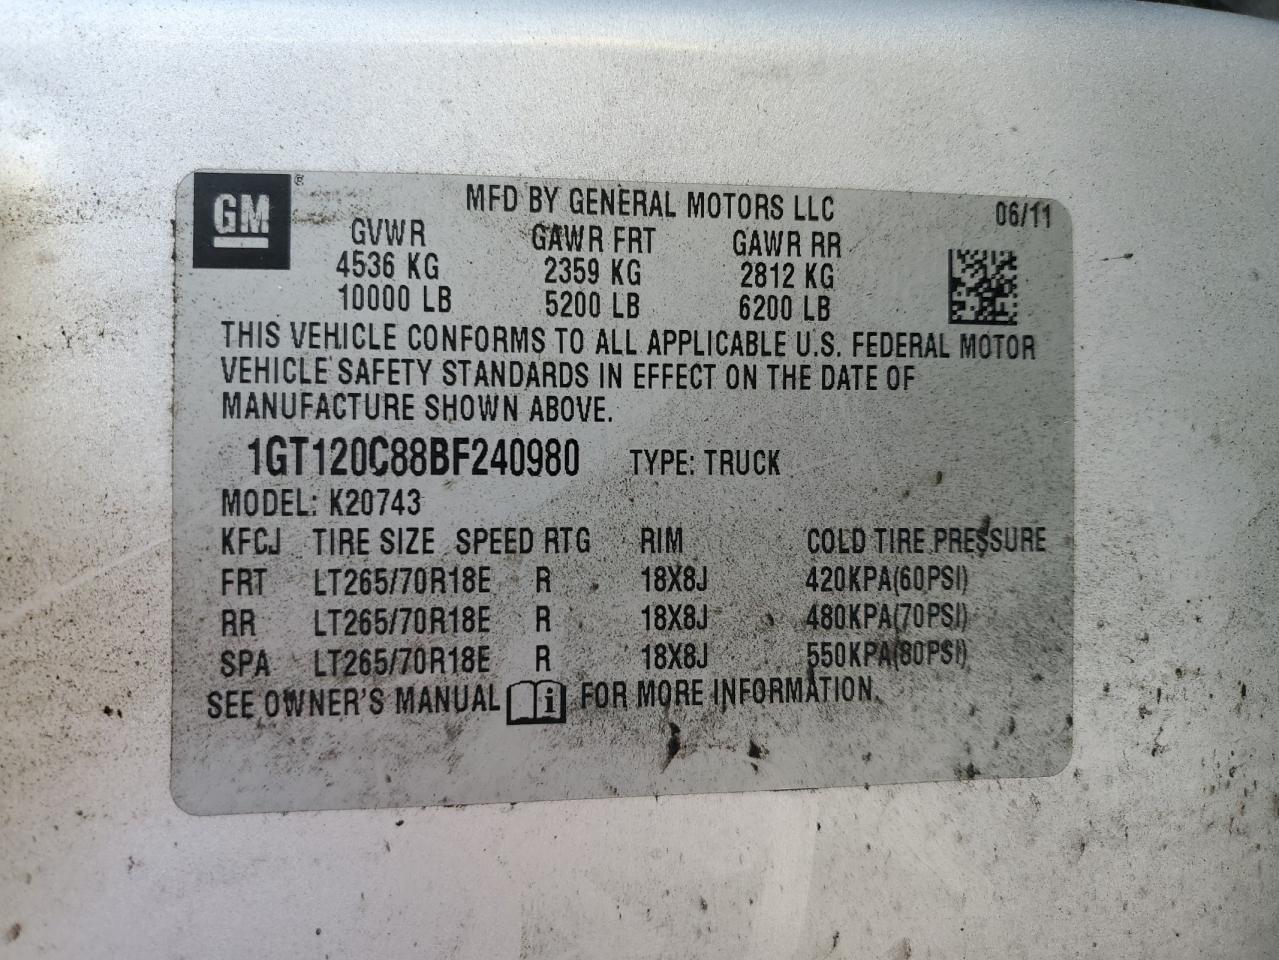 GM ®
MFD BY GENERAL MOTORS LLC 06/11
GVWR GAWR FRT GAWR RR
4536 KG 2359 KG 2812 KG
10000 LB 5200 LB 6200 LB
THIS VEHICLE CONFORMS TO ALL APPLICABLE U.S. FEDERAL MOTOR
VEHICLE SAFETY STANDARDS IN EFFECT ON THE DATE OF
MANUFACTURE SHOWN ABOVE.
1GT120C88BF240980 TYPE: TRUCK
MODEL: K20743
KFCJ TIRE SIZE SPEED RTG RIM COLD TIRE PRESSURE
FRT LT265/70R18E R 18X8J 420KPA(60PSI)
RR LT265/70R18E R 18X8J 480KPA(70PSI)
SPA LT265/70R18E R 18X8J 550KPA(80PSI)
SEE OWNER'S MANUAL i FOR MORE INFORMATION.